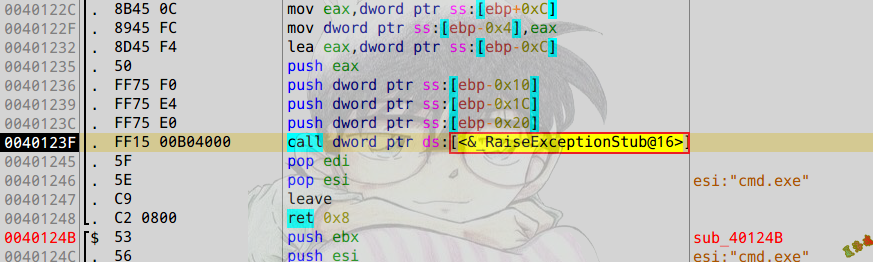 0040122C . 8B45 0C mov eax,dword ptr ss:[ebp+0xC]
0040122F . 8945 FC mov dword ptr ss:[ebp-0x4],eax
00401232 . 8D45 F4 lea eax,dword ptr ss:[ebp-0xC]
00401235 . 50 push eax
00401236 . FF75 F0 push dword ptr ss:[ebp-0x10]
00401239 . FF75 E4 push dword ptr ss:[ebp-0x1C]
0040123C . FF75 E0 push dword ptr ss:[ebp-0x20]
0040123F . FF15 00B04000 call dword ptr ds:[<&_RaiseExceptionStub@16>]
00401245 . 5F pop edi
00401246 . 5E pop esi esi:"cmd.exe"
00401247 . C9 leave
00401248 . C2 0800 ret 0x8
0040124B $ 53 push ebx sub_40124B
0040124C . 56 push esi esi:"cmd.exe"